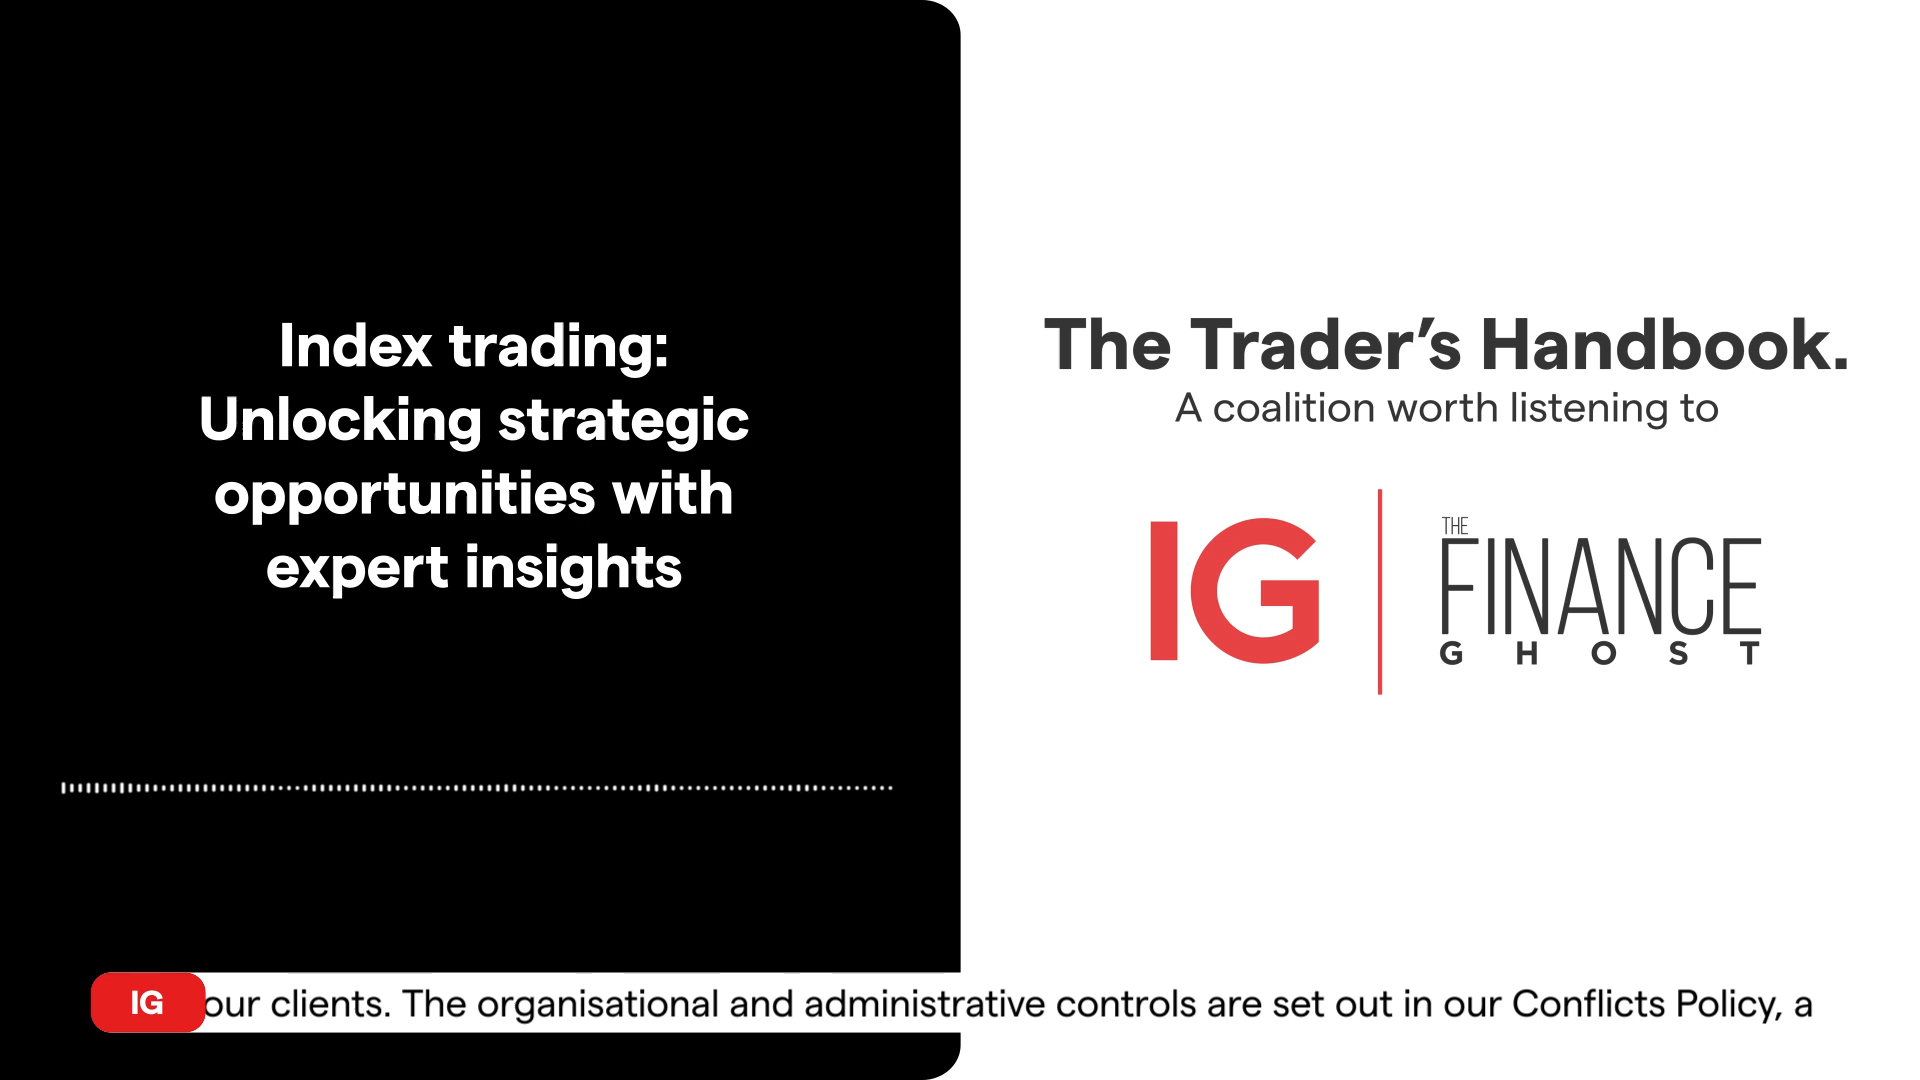 Index trading:
Unlocking strategic
opportunities with
expert insights
The Trader’s Handbook.
A coalition worth listening to
IG
THE
FINANCE
GHOST
IG
our clients. The organisational and administrative controls are set out in our Conflicts Policy, a